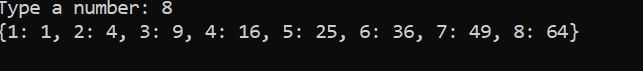 Type a number: 8
{1: 1, 2: 4, 3: 9, 4: 16, 5: 25, 6: 36, 7: 49, 8: 64}